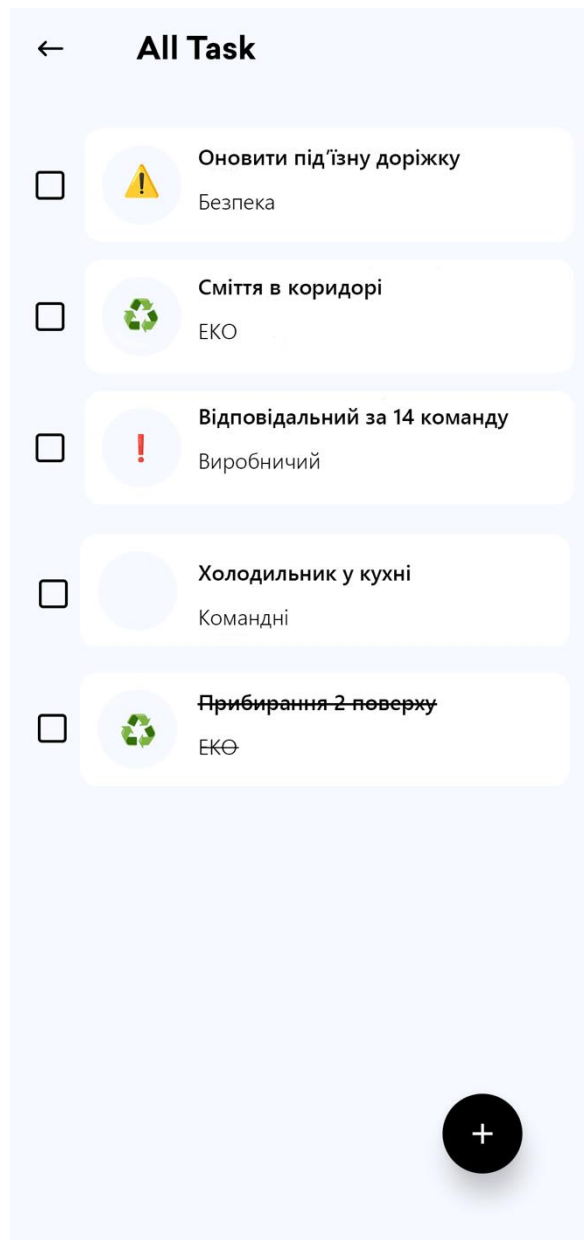 All Task
Оновити під’їзну доріжку
Безпека
Сміття в коридорі
ЕКО
Відповідальний за 14 команду
Виробничий
Холодильник у кухні
Командні
Прибирання 2 поверху
ЕКО